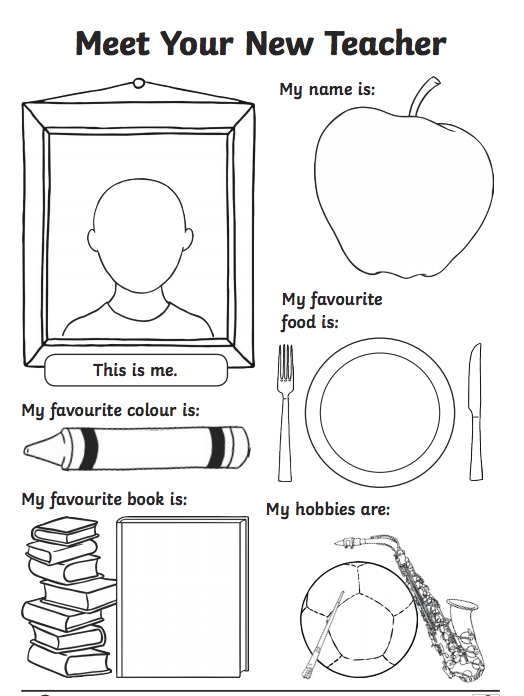 Meet Your New Teacher
My name is:
This is me.
My favourite
food is:
My favourite colour is:
My favourite book is:
My hobbies are: